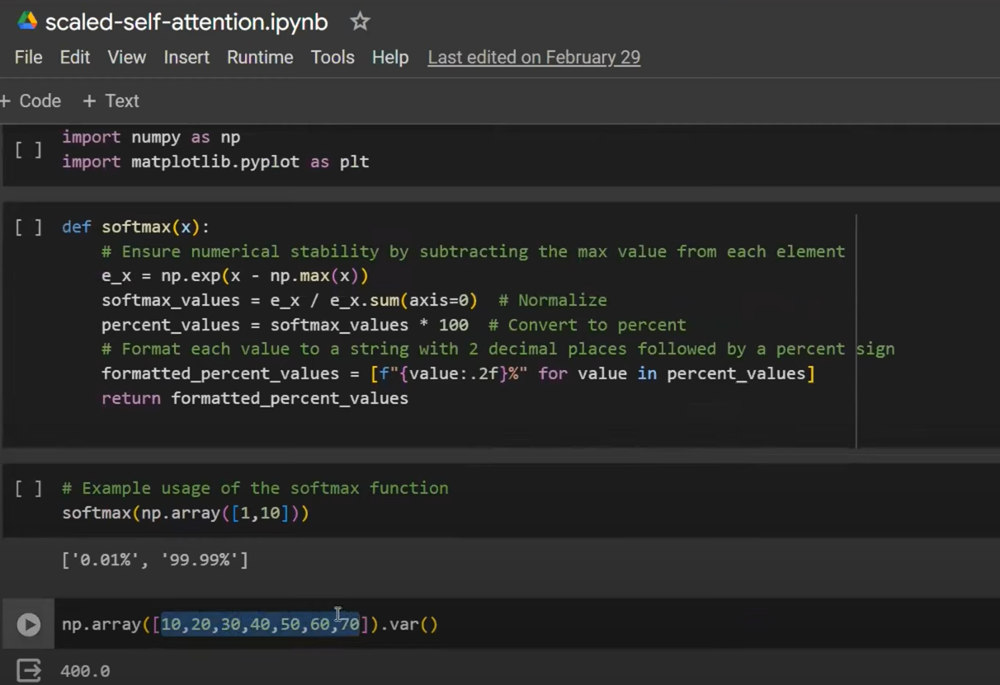 scaled-self-attention.ipynb
File Edit View Insert Runtime Tools Help Last edited on February 29
+ Code + Text
[ ] import numpy as np
import matplotlib.pyplot as plt
[ ] def softmax(x):
# Ensure numerical stability by subtracting the max value from each element
e_x = np.exp(x - np.max(x))
softmax_values = e_x / e_x.sum(axis=0) # Normalize
percent_values = softmax_values * 100 # Convert to percent
# Format each value to a string with 2 decimal places followed by a percent sign
formatted_percent_values = [f"{value:.2f}%" for value in percent_values]
return formatted_percent_values
[ ] # Example usage of the softmax function
softmax(np.array([1,10]))
['0.01%', '99.99%']
np.array([10,20,30,40,50,60,70]).var()
400.0